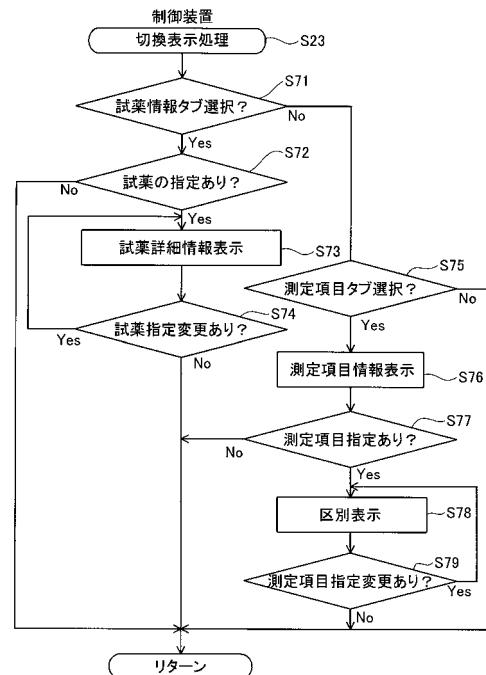 制御装置
切換表示処理
S23
S71
試薬情報タブ選択？
No
Yes
S72
試薬の指定あり？
No
Yes
試薬詳細情報表示
S73
S74
試薬指定変更あり？
Yes
No
S75
測定項目タブ選択？
No
Yes
測定項目情報表示
S76
S77
測定項目指定あり？
No
Yes
区別表示
S78
S79
測定項目指定変更あり？
Yes
No
リターン